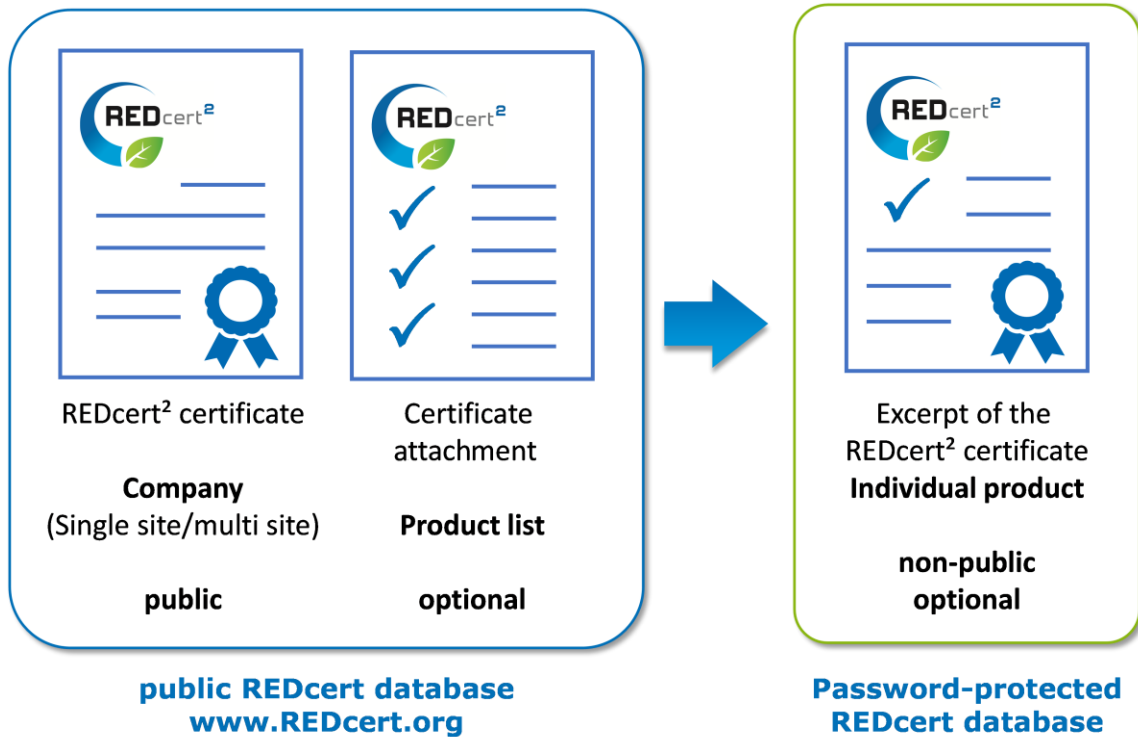 REDcert²
REDcert²
REDcert²
REDcert² certificate
Company
(Single site/multi site)
public
Certificate
attachment
Product list
optional
Excerpt of the
REDcert² certificate
Individual product
non-public
optional
public REDcert database
www.REDcert.org
Password-protected
REDcert database